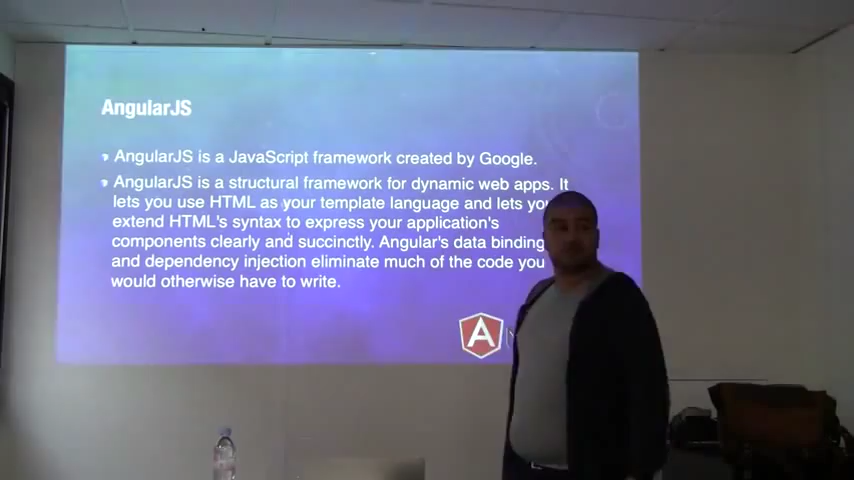 AngularJS
AngularJS is a JavaScript framework created by Google.
AngularJS is a structural framework for dynamic web apps. It
lets you use HTML as your template language and lets you
extend HTML's syntax to express your application's
components clearly and succinctly. Angular's data binding
and dependency injection eliminate much of the code you
would otherwise have to write.
A